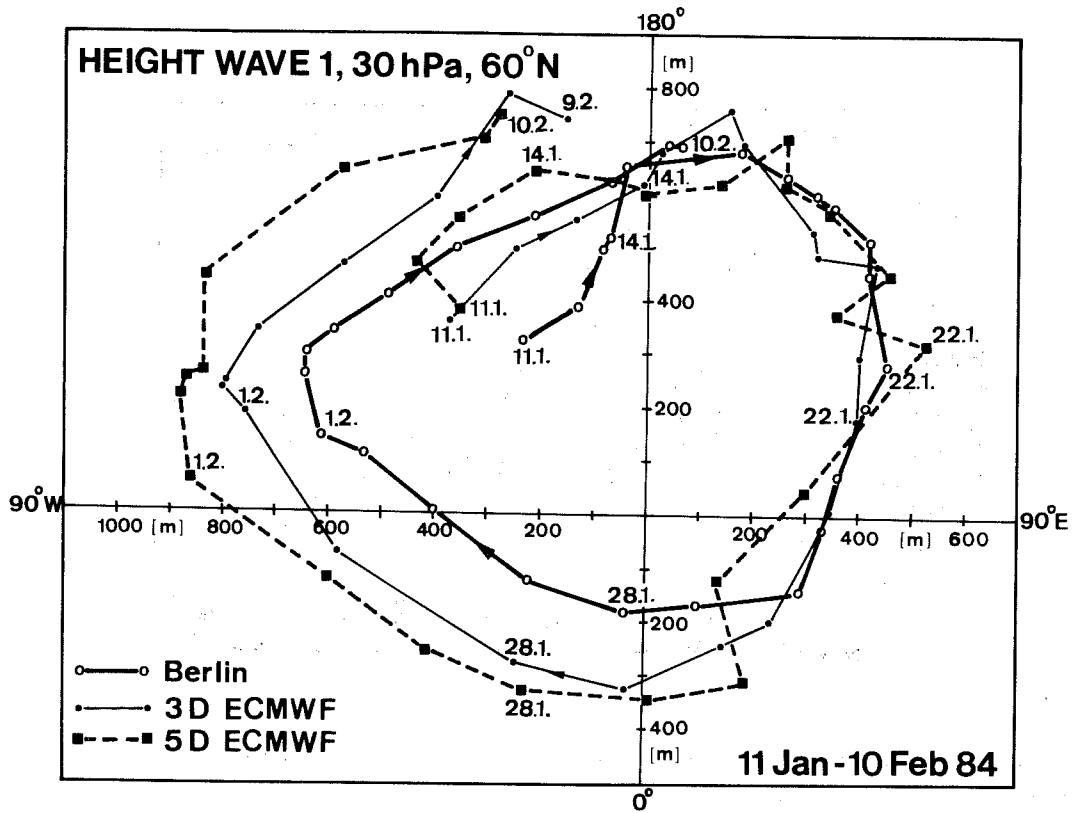 180°
HEIGHT WAVE 1, 30 hPa, 60°N
[m]
800
9.2.
10.2.
10.2.
14.1.
14.1.
14.1.
400
11.1.
11.1.
11.1.
22.1.
22.1.
22.1.
200
1.2.
1.2.
1.2.
90°W
90°E
1000 [m] 800 600 400 200 200 400 [m] 600
28.1.
200
28.1.
28.1.
Berlin
3D ECMWF
5D ECMWF
400
[m]
11 Jan - 10 Feb 84
0°